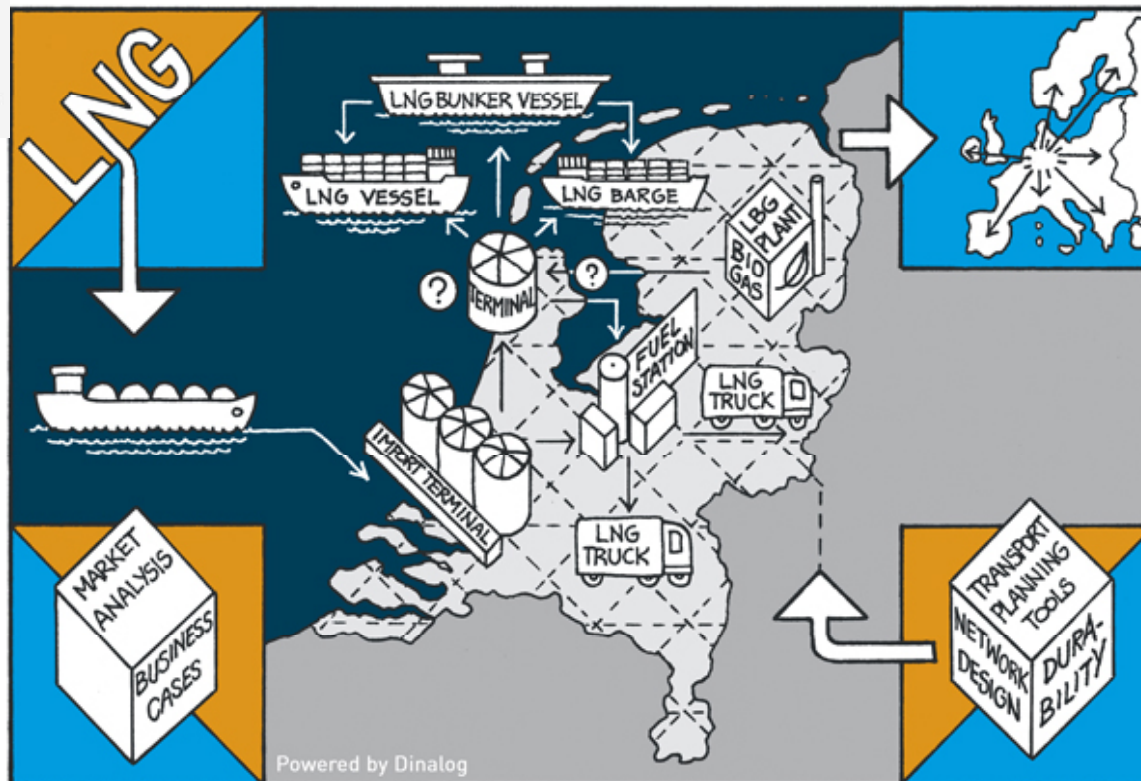 LNG
LNG BUNKER VESSEL
LNG VESSEL
LNG BARGE
LBG
PLANT
BIO
GAS
?
?
TERMINAL
FUEL
STATION
LNG
TRUCK
IMPORT TERMINAL
LNG
TRUCK
MARKET
ANALYSIS
BUSINESS
CASES
TRANSPORT
PLANNING
TOOLS
NETWORK
DESIGN
DURA-
BILITY
Powered by Dinalog